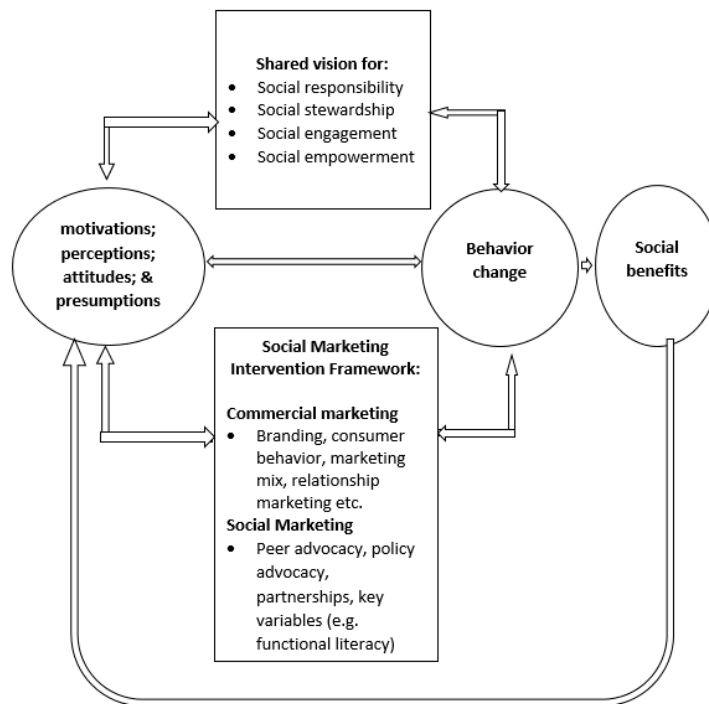 Shared vision for:
• Social responsibility
• Social stewardship
• Social engagement
• Social empowerment
motivations;
perceptions;
attitudes; &
presumptions
Behavior
change
Social
benefits
Social Marketing
Intervention Framework:
Commercial marketing
• Branding, consumer
behavior, marketing
mix, relationship
marketing etc.
Social Marketing
• Peer advocacy, policy
advocacy,
partnerships, key
variables (e.g.
functional literacy)